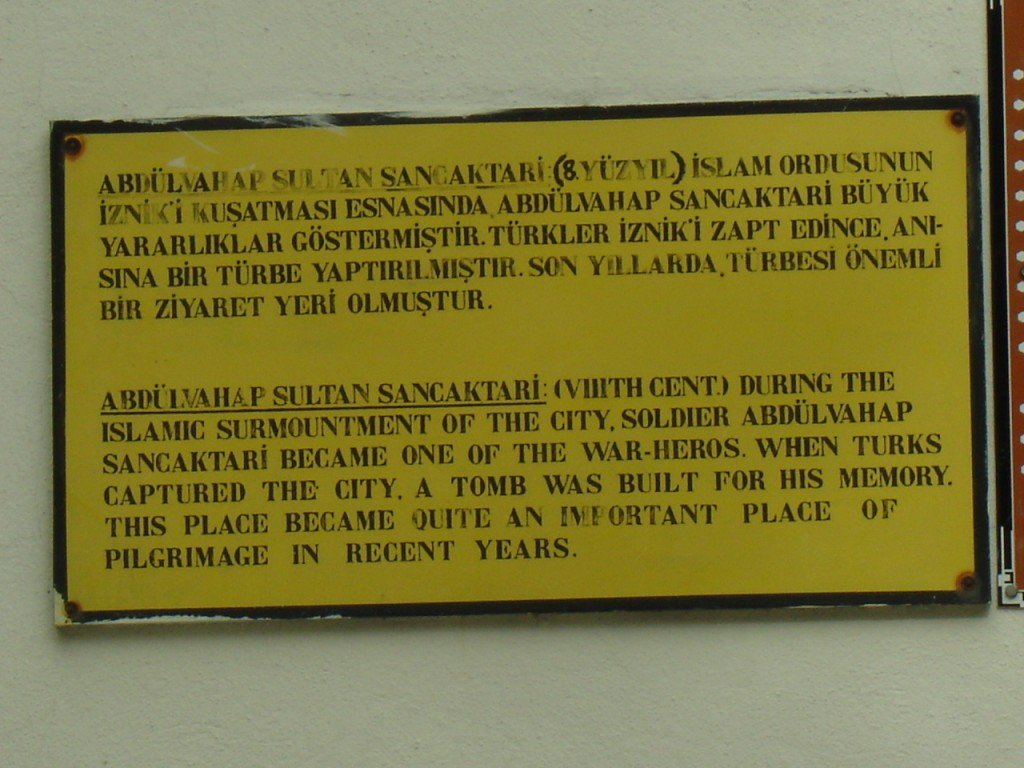 ABDÜLVAHAP SULTAN SANCAKTARİ:(8.YÜZYIL) İSLAM ORDUSUNUN
İZNİK'İ KUŞATMASI ESNASINDA, ABDÜLVAHAP SANCAKTARİ BÜYÜK
YARARLIKLAR GÖSTERMİŞTİR. TÜRKLER İZNİK'İ ZAPT EDİNCE, ANI-
SINA BİR TÜRBE YAPTIRILMIŞTIR. SON YILLARDA, TÜRBESİ ÖNEMLİ
BİR ZİYARET YERİ OLMUŞTUR.
ABDÜLVAHAP SULTAN SANCAKTARİ: (VIIITH CENT.) DURING THE
ISLAMIC SURMOUNTMENT OF THE CITY, SOLDIER ABDÜLVAHAP
SANCAKTARİ BECAME ONE OF THE WAR-HEROS. WHEN TURKS
CAPTURED THE CITY. A TOMB WAS BUILT FOR HIS MEMORY.
THIS PLACE BECAME QUITE AN IMPORTANT PLACE OF
PILGRIMAGE IN RECENT YEARS.